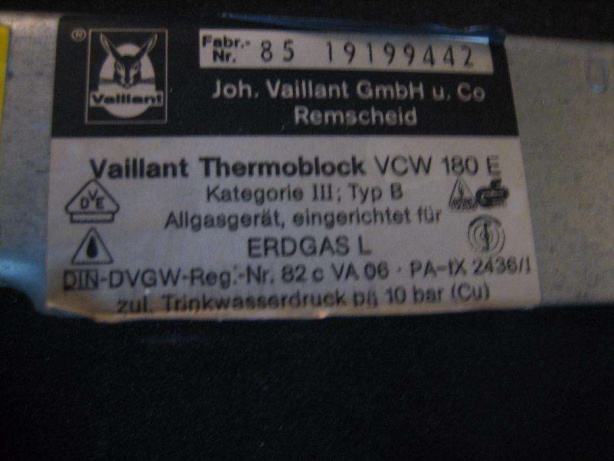 ®
Vaillant
Fabr.-Nr. 85 19199442
Joh. Vaillant GmbH u. Co
Remscheid
Vaillant Thermoblock VCW 180 E
Kategorie III; Typ B
DVE
Allgasgerät, eingerichtet für
ERDGAS L
DIN-DVGW-Reg.-Nr. 82 c VA 06 · PA-IX 2436/I
zul. Trinkwasserdruck pü 10 bar (Cu)